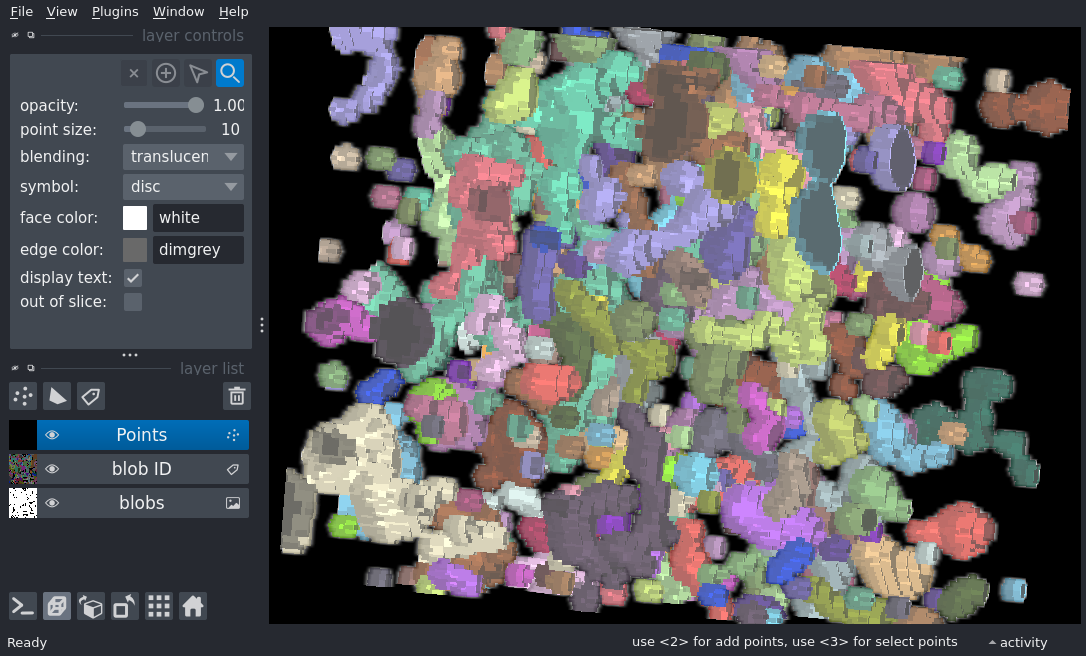 File View Plugins Window Help
layer controls
opacity: 1.00
point size: 10
blending: translucen
symbol: disc
face color: white
edge color: dimgrey
display text:
out of slice:
layer list
Points
blob ID
blobs
Ready use <2> for add points, use <3> for select points activity